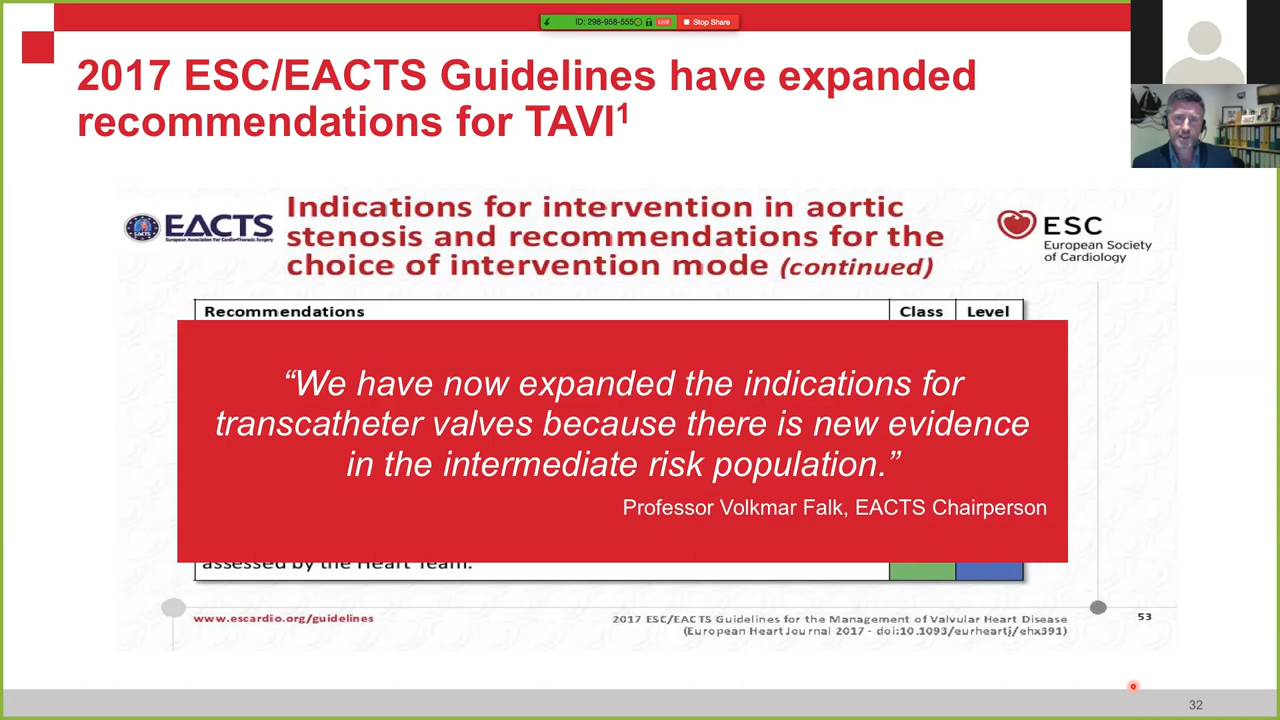 ID: 298-958-555
LIVE
Stop Share
2017 ESC/EACTS Guidelines have expanded
recommendations for TAVI1
EACTS
European Association For Cardio-Thoracic Surgery
Indications for intervention in aortic
stenosis and recommendations for the
choice of intervention mode (continued)
ESC
European Society
of Cardiology
Recommendations Class Level
“We have now expanded the indications for
transcatheter valves because there is new evidence
in the intermediate risk population.”
Professor Volkmar Falk, EACTS Chairperson
assessed by the Heart Team.
www.escardio.org/guidelines
2017 ESC/EACTS Guidelines for the Management of Valvular Heart Disease
(European Heart Journal 2017 - doi:10.1093/eurheartj/ehx391)
53
32